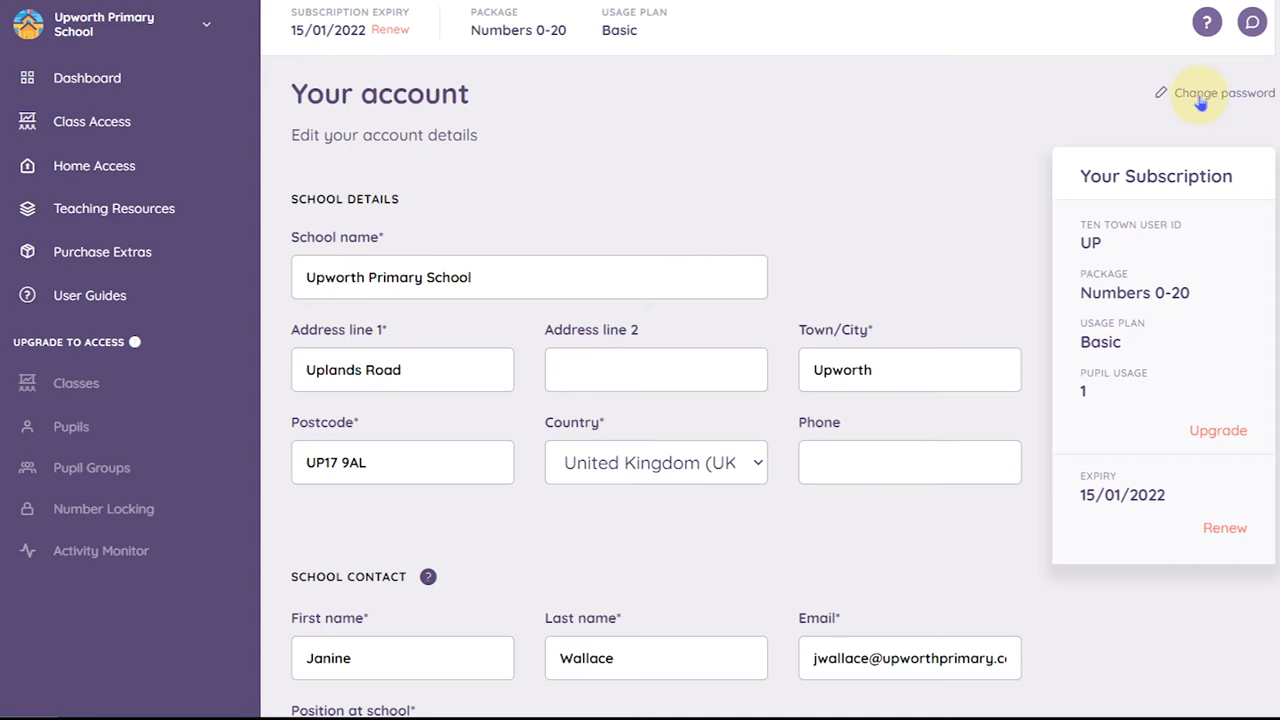 Upworth Primary
School
SUBSCRIPTION EXPIRY
15/01/2022 Renew
PACKAGE
Numbers 0-20
USAGE PLAN
Basic
?
Dashboard
Class Access
Home Access
Teaching Resources
Purchase Extras
User Guides
UPGRADE TO ACCESS
Classes
Pupils
Pupil Groups
Number Locking
Activity Monitor
Your account
Change password
Edit your account details
SCHOOL DETAILS
School name*
Upworth Primary School
Address line 1*
Uplands Road
Address line 2
Town/City*
Upworth
Postcode*
UP17 9AL
Country*
United Kingdom (UK
Phone
SCHOOL CONTACT ?
First name*
Janine
Last name*
Wallace
Email*
jwallace@upworthprimary.c
Position at school*
Your Subscription
TEN TOWN USER ID
UP
PACKAGE
Numbers 0-20
USAGE PLAN
Basic
PUPIL USAGE
1
Upgrade
EXPIRY
15/01/2022
Renew